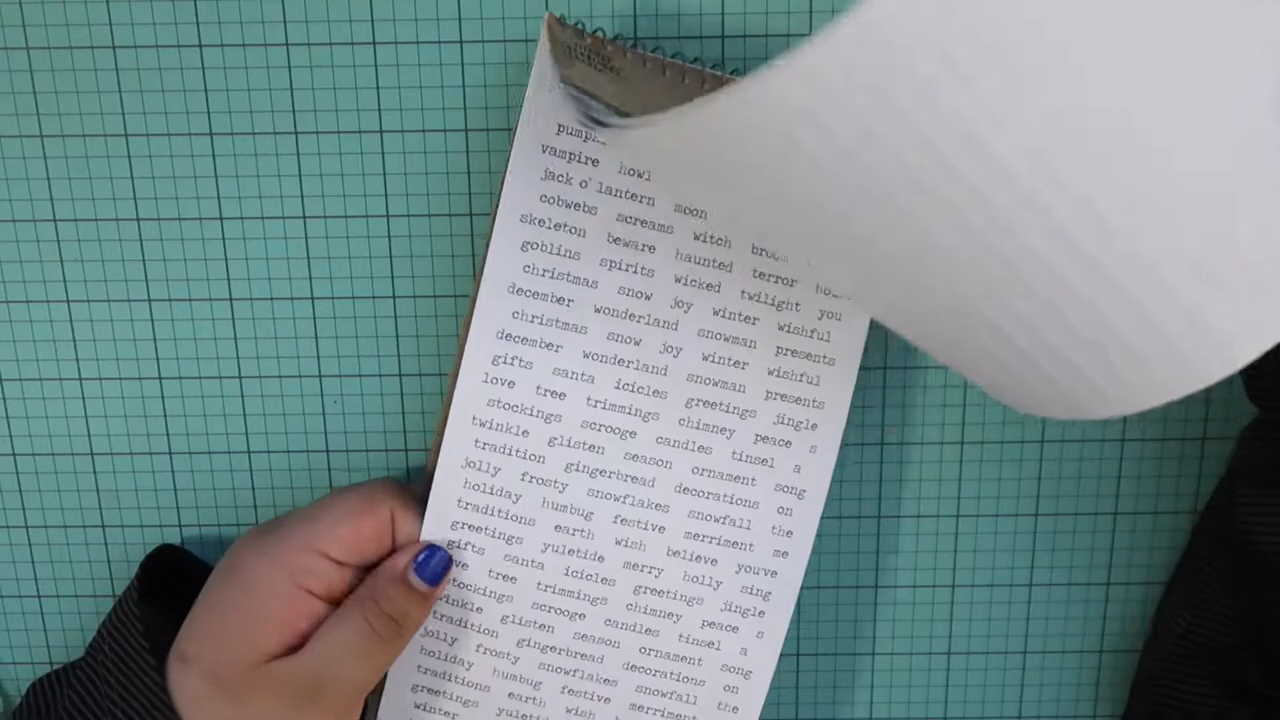 vampire howl
jack o' lantern moon
cobwebs screams witch
skeleton beware haunted terror
goblins spirits wicked twilight you
christmas snow joy winter wishful
december wonderland snowman presents
christmas snow joy winter wishful
december wonderland snowman presents
gifts santa icicles greetings jingle
love tree trimmings chimney peace s
stockings scrooge candles tinsel a
twinkle glisten season ornament song
tradition gingerbread decorations on
jolly frosty snowflakes snowfall the
holiday humbug festive merriment me
traditions earth wish believe you've
greetings yuletide merry holly sing
gifts santa icicles greetings jingle
tree trimmings chimney peace s
stockings scrooge candles tinsel a
glisten season ornament song
tradition gingerbread decorations on
jolly frosty snowflakes snowfall the
holiday humbug festive merriment
traditions earth wish
greetings
winter